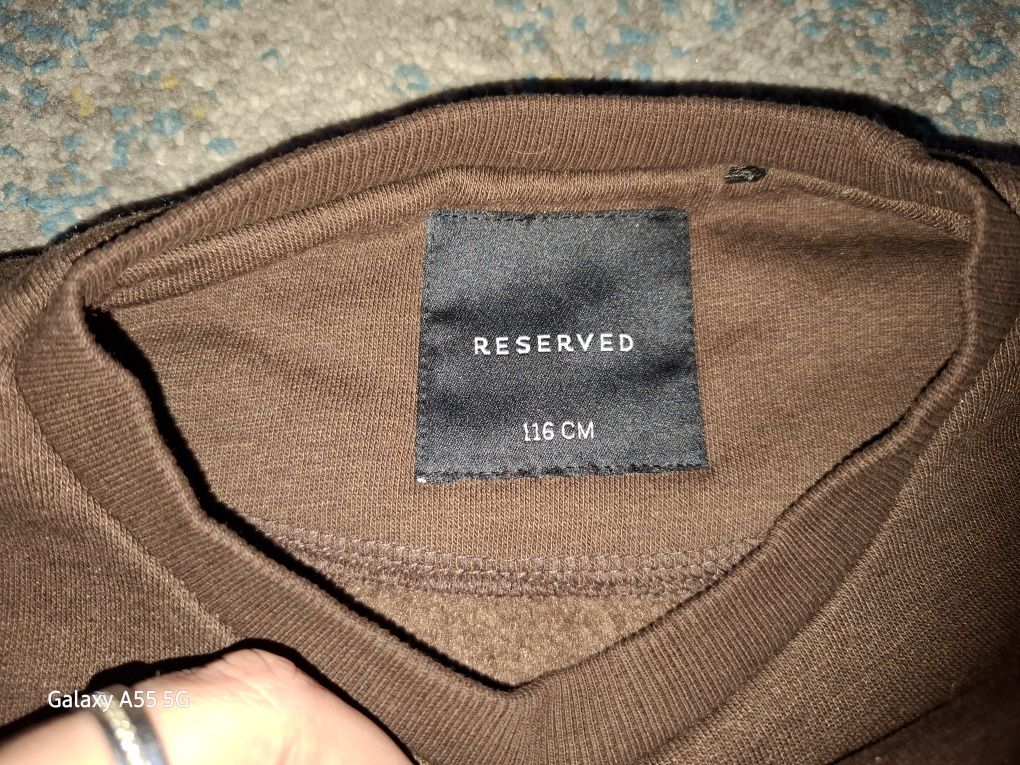 RESERVED
116 CM
Galaxy A55 5G